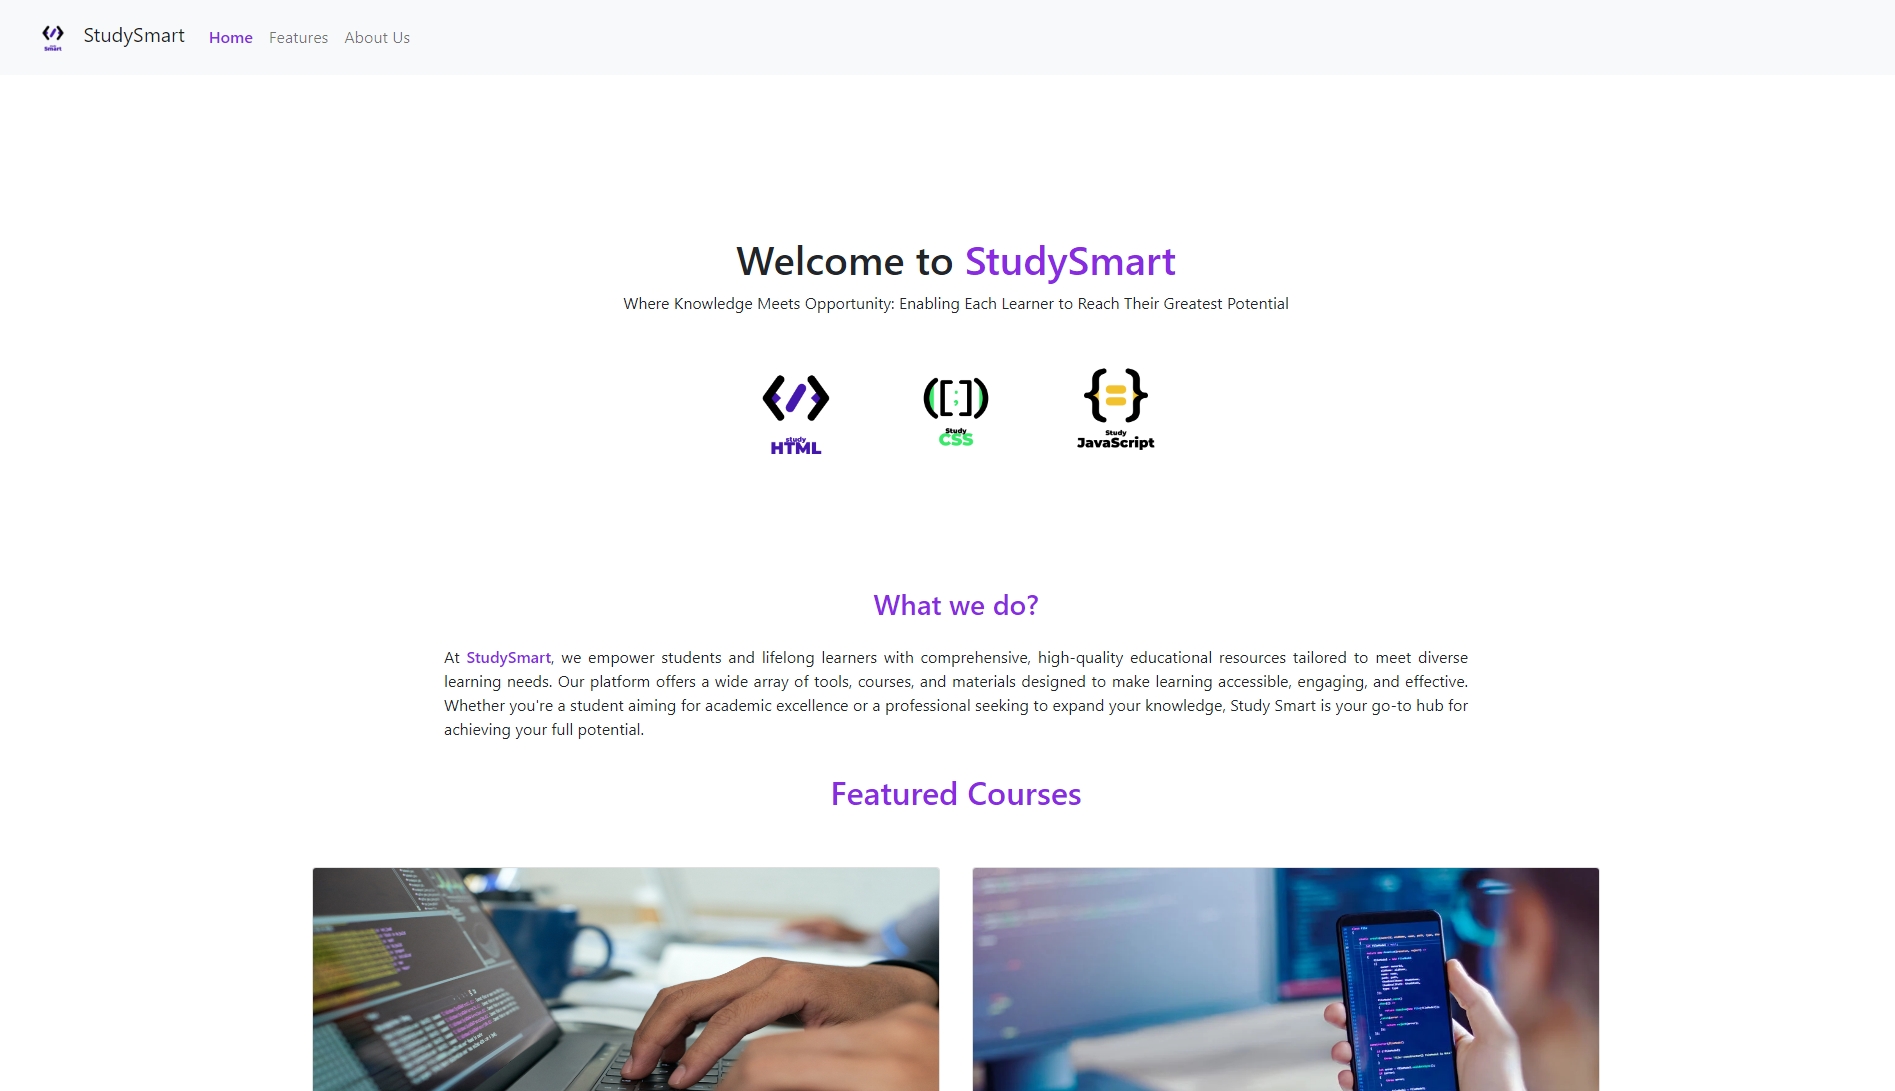 Smart
StudySmart
Home
Features
About Us
Welcome to StudySmart
Where Knowledge Meets Opportunity: Enabling Each Learner to Reach Their Greatest Potential
study
HTML
Study
CSS
Study
JavaScript
What we do?
At StudySmart, we empower students and lifelong learners with comprehensive, high-quality educational resources tailored to meet diverse
learning needs. Our platform offers a wide array of tools, courses, and materials designed to make learning accessible, engaging, and effective.
Whether you're a student aiming for academic excellence or a professional seeking to expand your knowledge, Study Smart is your go-to hub for
achieving your full potential.
Featured Courses